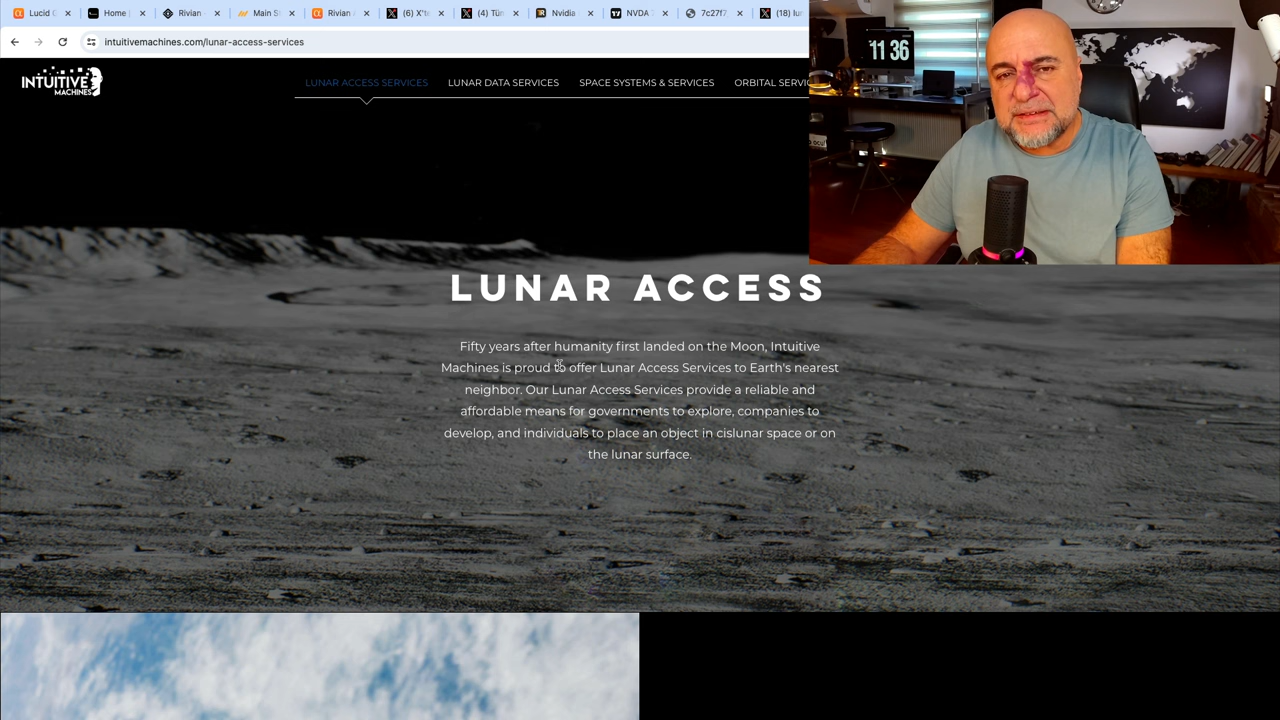 Lucid
Home
Rivian
Main S
Rivian A
(6) X'te
(4) Tün
Nvidia
NVDA
7c27f7
(18) lu
intuitivemachines.com/lunar-access-services
INTUITIVE
MACHINES
LUNAR ACCESS SERVICES
LUNAR DATA SERVICES
SPACE SYSTEMS & SERVICES
ORBITAL SERVIC
11 36
LUNAR ACCESS
Fifty years after humanity first landed on the Moon, Intuitive
Machines is proud to offer Lunar Access Services to Earth's nearest
neighbor. Our Lunar Access Services provide a reliable and
affordable means for governments to explore, companies to
develop, and individuals to place an object in cislunar space or on
the lunar surface.